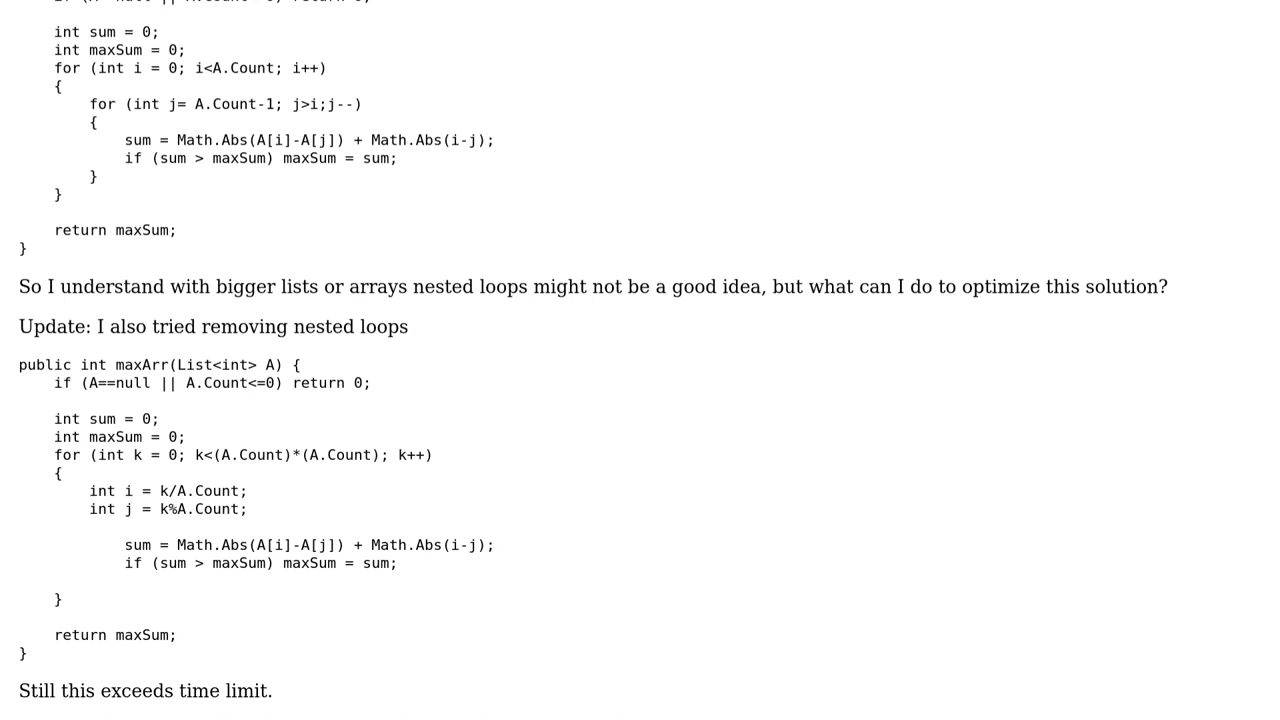 int sum = 0;
    int maxSum = 0;
    for (int i = 0; i<A.Count; i++)
    {
        for (int j= A.Count-1; j>i;j--)
        {
            sum = Math.Abs(A[i]-A[j]) + Math.Abs(i-j);
            if (sum > maxSum) maxSum = sum;
        }
    }
    return maxSum;
}
So I understand with bigger lists or arrays nested loops might not be a good idea, but what can I do to optimize this solution?
Update: I also tried removing nested loops
public int maxArr(List<int> A) {
    if (A==null || A.Count<=0) return 0;
    int sum = 0;
    int maxSum = 0;
    for (int k = 0; k<(A.Count)*(A.Count); k++)
    {
        int i = k/A.Count;
        int j = k%A.Count;
            sum = Math.Abs(A[i]-A[j]) + Math.Abs(i-j);
            if (sum > maxSum) maxSum = sum;
    }
    return maxSum;
}
Still this exceeds time limit.